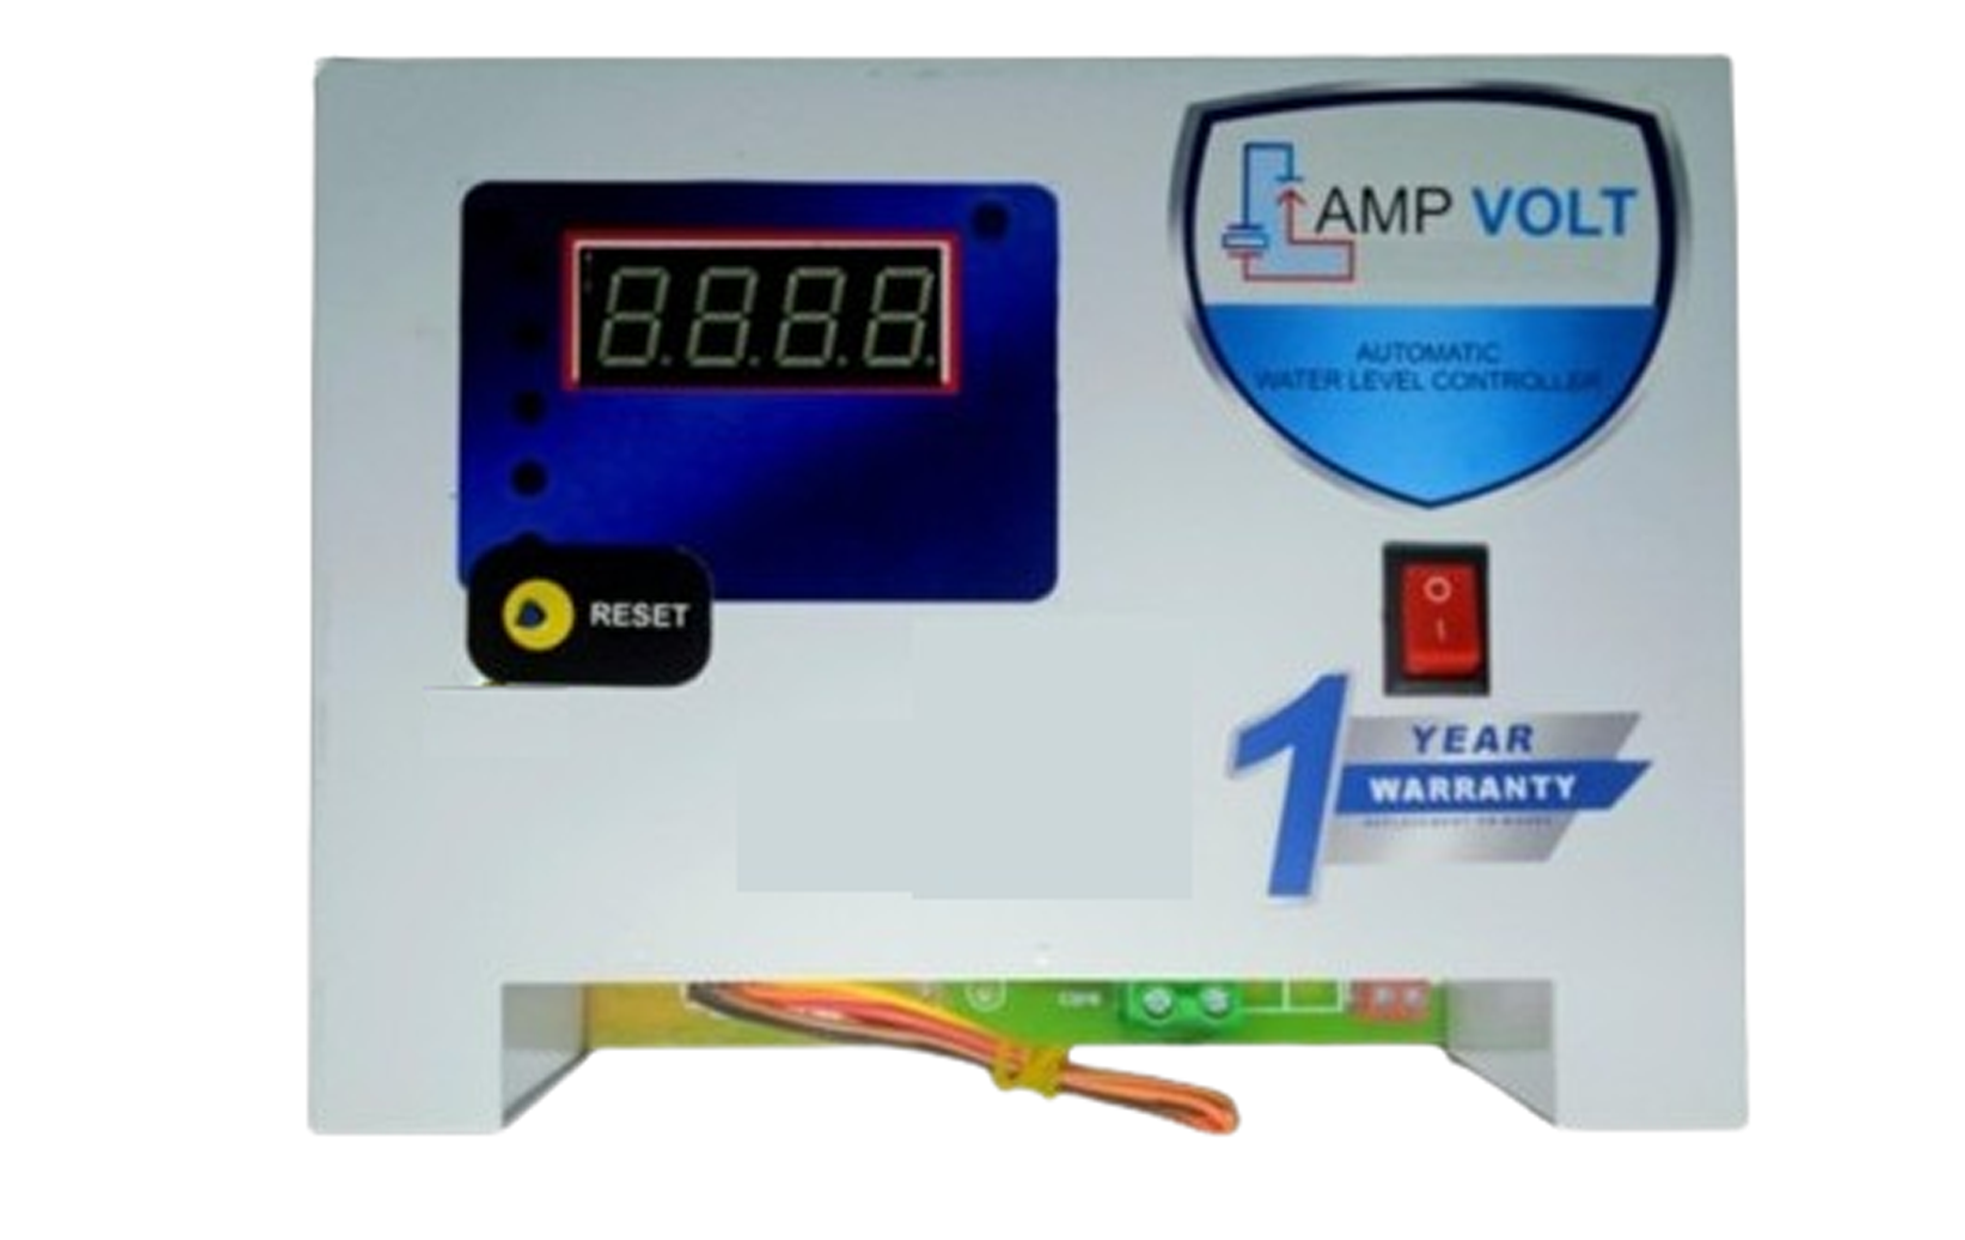 AMP VOLT
AUTOMATIC
WATER LEVEL CONTROLLER
8.8.8.8.
RESET
O
I
1
YEAR
WARRANTY